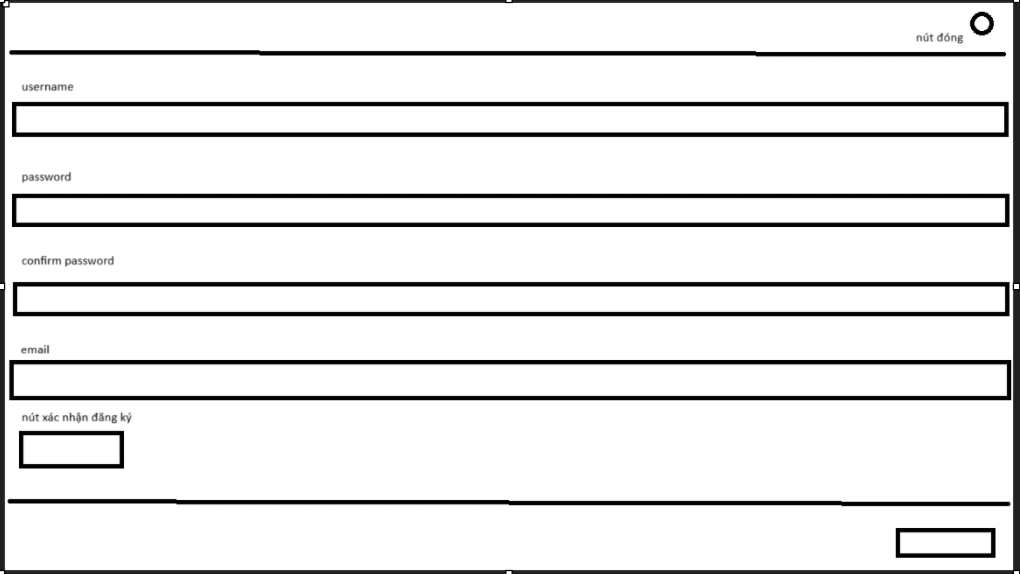 nút đóng
username
password
confirm password
email
nút xác nhận đăng ký